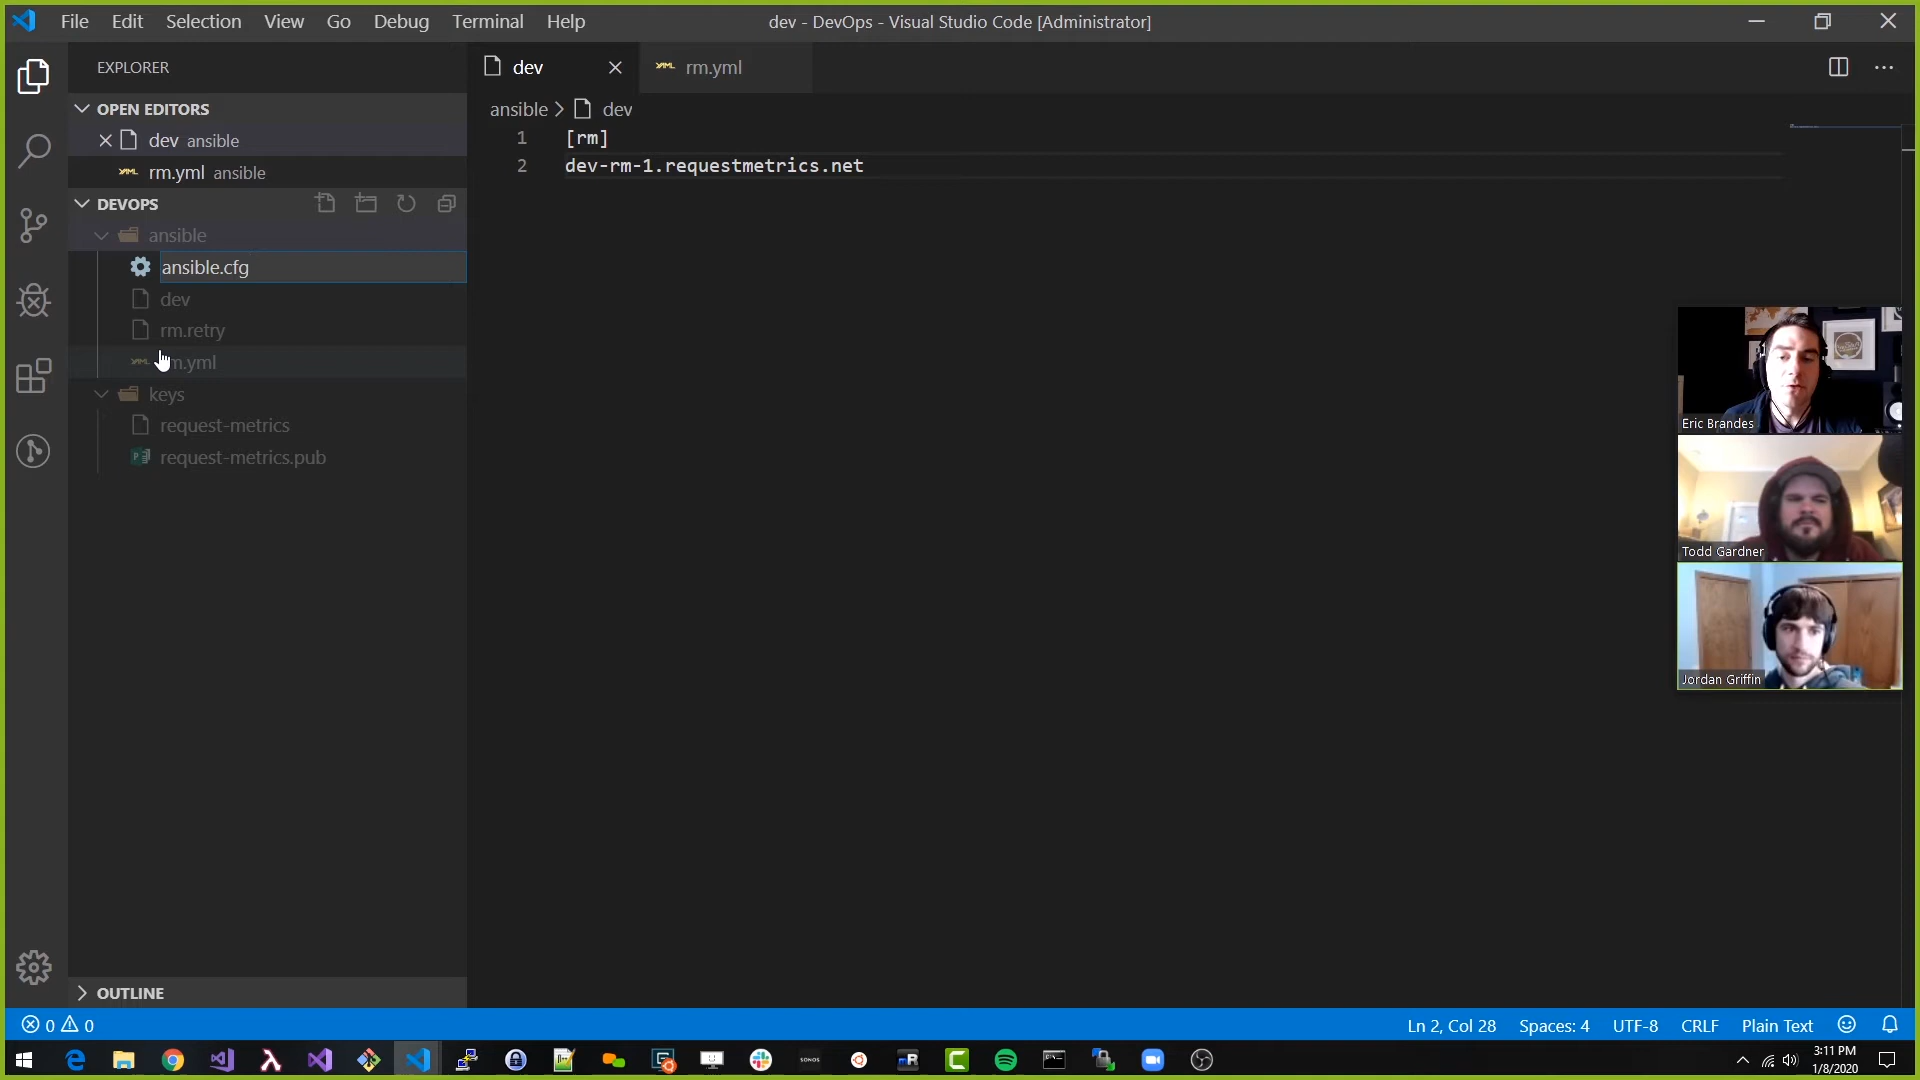 File Edit Selection View Go Debug Terminal Help
dev - DevOps - Visual Studio Code [Administrator]
EXPLORER
OPEN EDITORS
dev ansible
rm.yml ansible
DEVOPS
ansible
ansible.cfg
dev
rm.retry
keys
request-metrics
request-metrics.pub
OUTLINE
dev
rm.yml
ansible > dev
1 [rm]
2 dev-rm-1.requestmetrics.net
Eric Brandes
Todd Gardner
Jordan Griffin
0 0
Ln 2, Col 28 Spaces: 4 UTF-8 CRLF Plain Text
SONOS
3:11 PM
1/8/2020